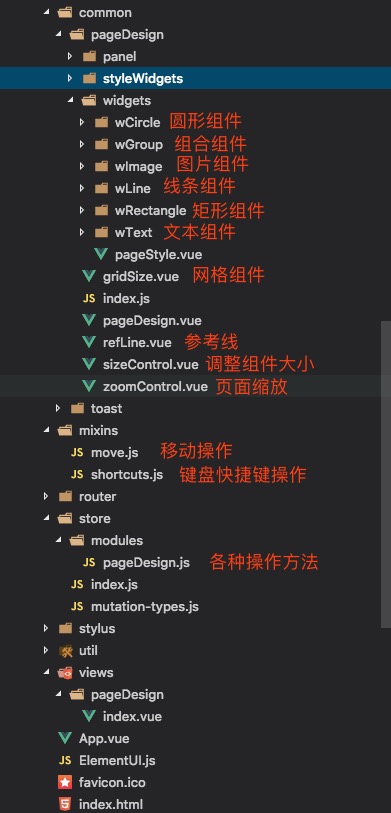 common
pageDesign
panel
styleWidgets
widgets
wCircle 圆形组件
wGroup 组合组件
wImage 图片组件
wLine 线条组件
wRectangle 矩形组件
wText 文本组件
pageStyle.vue
gridSize.vue 网格组件
JS index.js
pageDesign.vue
refLine.vue 参考线
sizeControl.vue 调整组件大小
zoomControl.vue 页面缩放
toast
mixins
JS move.js 移动操作
JS shortcuts.js 键盘快捷键操作
router
store
modules
JS pageDesign.js 各种操作方法
JS index.js
JS mutation-types.js
stylus
util
views
pageDesign
index.vue
App.vue
JS ElementUI.js
favicon.ico
index.html